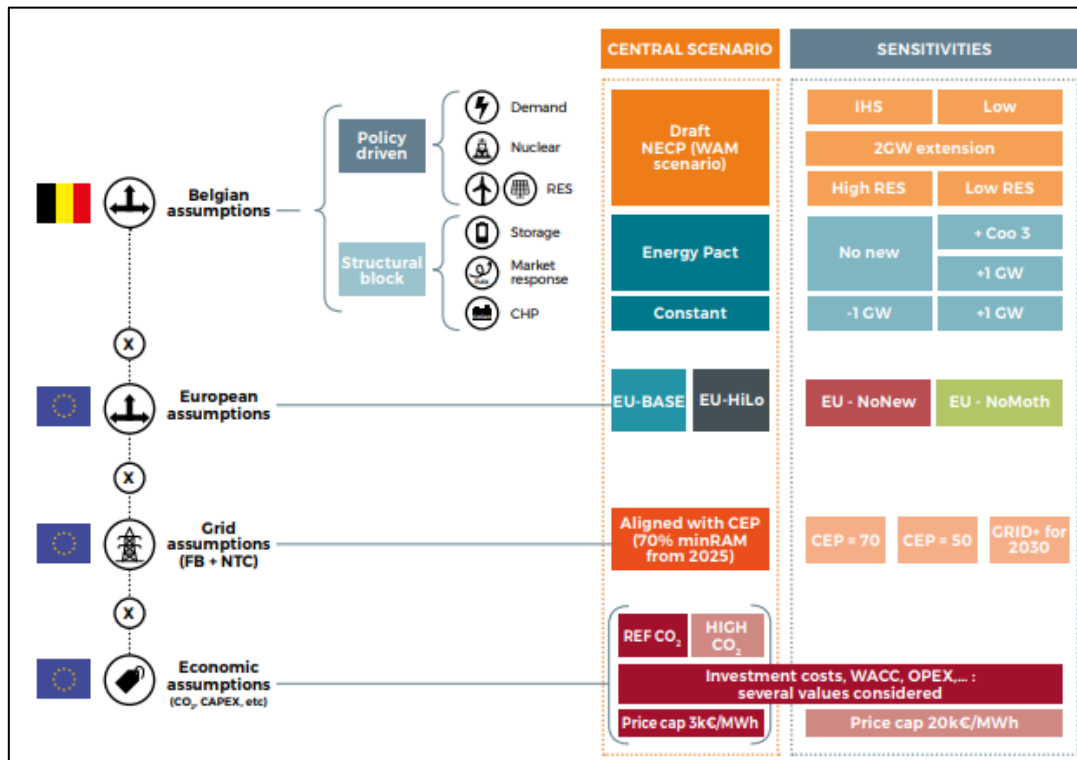 CENTRAL SCENARIO
SENSITIVITIES
Belgian
assumptions
Policy
driven
Demand
Nuclear
RES
Draft
NECP (WAM
scenario)
IHS
Low
2GW extension
High RES
Low RES
Structural
block
Storage
Market
response
CHP
Energy Pact
Constant
No new
+ Coo 3
+1 GW
-1 GW
+1 GW
X
European
assumptions
EU-BASE
EU-HiLo
EU - NoNew
EU - NoMoth
X
Grid
assumptions
(FB + NTC)
Aligned with CEP
(70% minRAM
from 2025)
CEP = 70
CEP = 50
GRID+ for
2030
X
Economic
assumptions
(CO₂, CAPEX, etc)
REF CO₂
HIGH
CO₂
Investment costs, WACC, OPEX,... :
several values considered
Price cap 3k€/MWh
Price cap 20k€/MWh